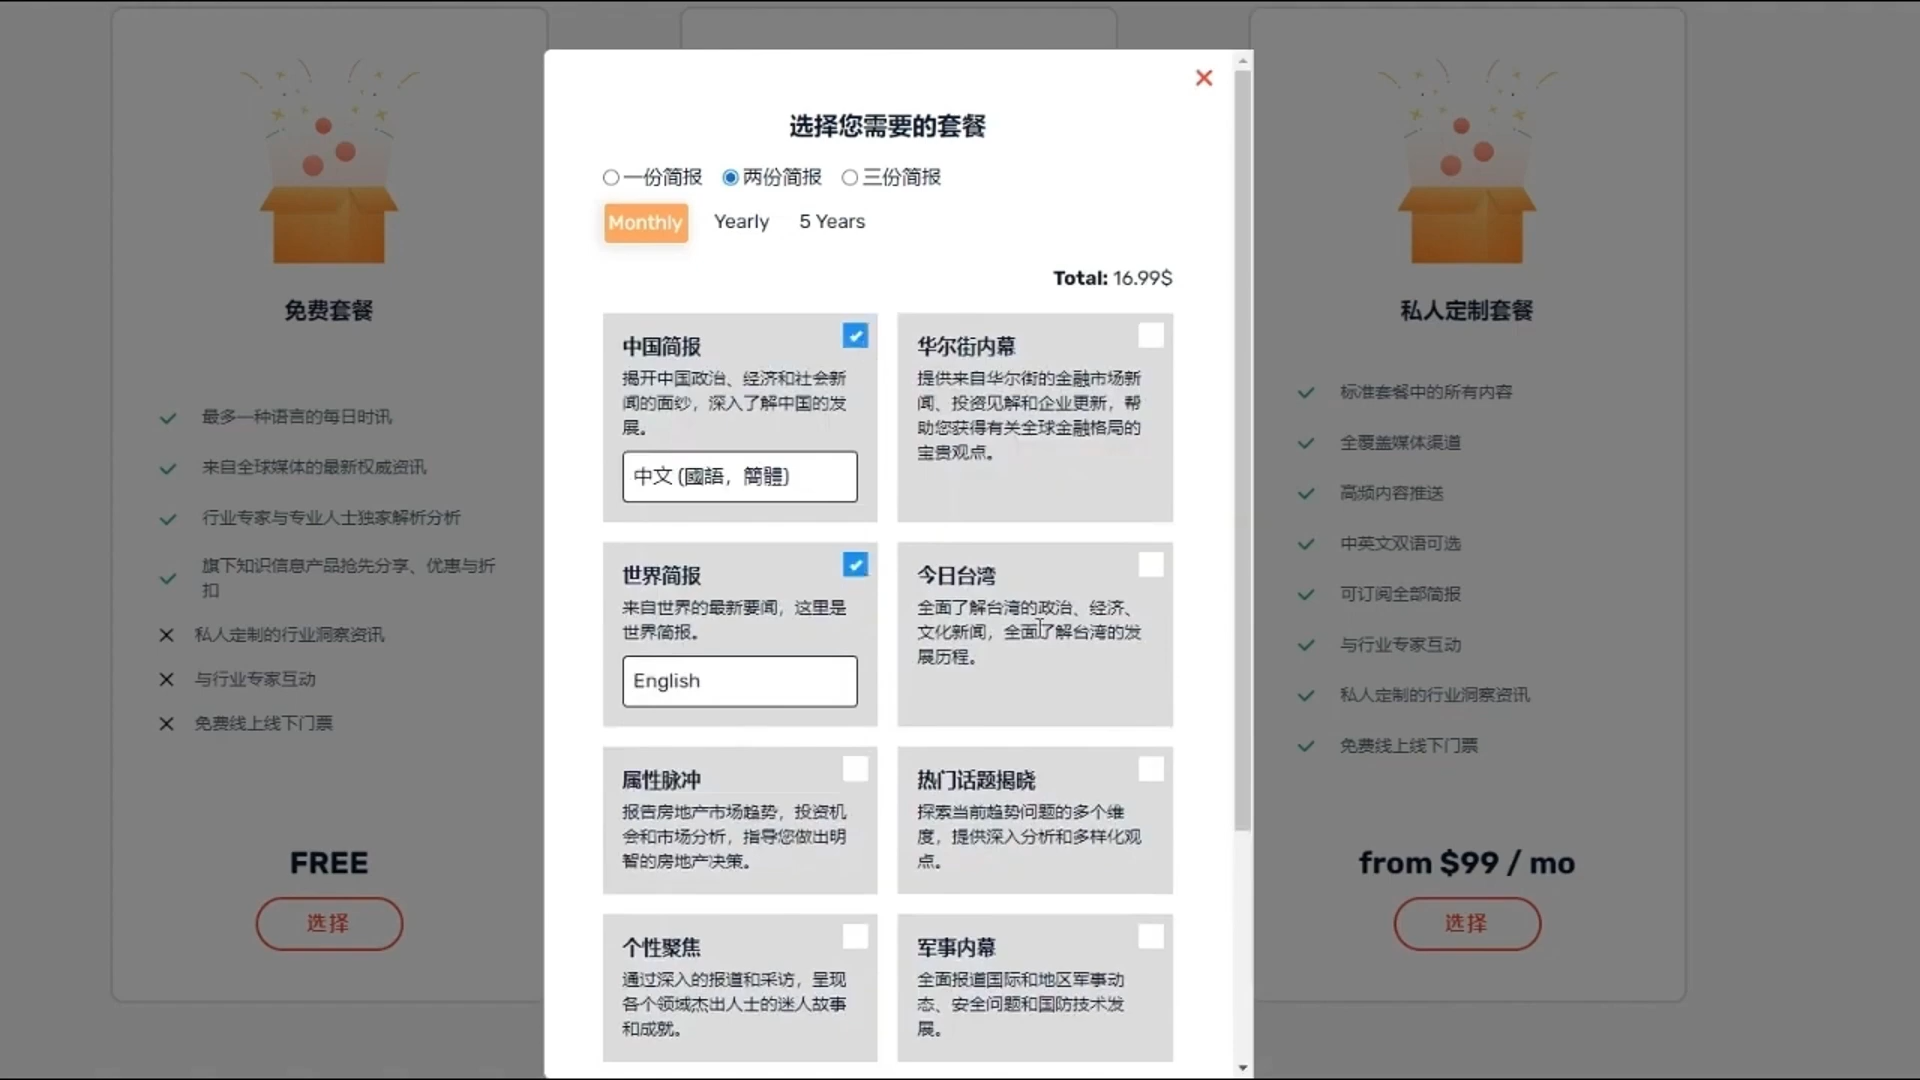 选择您需要的套餐
一份简报 两份简报 三份简报
Monthly Yearly 5 Years
Total: 16.99$
中国简报
揭开中国政治、经济和社会新
闻的面纱，深入了解中国的发
展。
中文 (國語，簡體)
华尔街内幕
提供来自华尔街的金融市场新
闻、投资见解和企业更新，帮
助您获得有关全球金融格局的
宝贵观点。
世界简报
来自世界的最新要闻，这里是
世界简报。
English
今日台湾
全面了解台湾的政治、经济、
文化新闻，全面了解台湾的发
展历程。
属性脉冲
报告房地产市场趋势，投资机
会和市场分析，指导您做出明
智的房地产决策。
热门话题揭晓
探索当前趋势问题的多个维
度，提供深入分析和多样化观
点。
个性聚焦
通过深入的报道和采访，呈现
各个领域杰出人士的迷人故事
和成就。
军事内幕
全面报道国际和地区军事动
态、安全问题和国防技术发
展。
免费套餐
最多一种语言的每日时讯
来自全球媒体的最新权威资讯
行业专家与专业人士独家解析分析
旗下知识信息产品抢先分享、优惠与折
扣
私人定制的行业洞察资讯
与行业专家互动
免费线上线下门票
FREE
选择
私人定制套餐
标准套餐中的所有内容
全覆盖媒体渠道
高频内容推送
中英文双语可选
可订阅全部简报
与行业专家互动
私人定制的行业洞察资讯
免费线上线下门票
from $99 / mo
选择